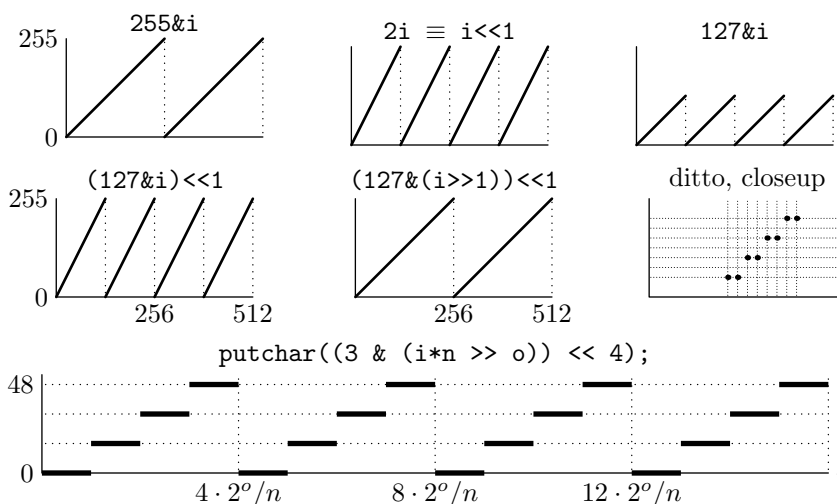 255&i
2i ≡ i<<1
127&i
255
0
(127&i)<<1
(127&(i>>1))<<1
ditto, closeup
255
0
256
512
256
512
putchar((3 & (i*n >> o)) << 4);
48
0
4 · 2^o/n
8 · 2^o/n
12 · 2^o/n